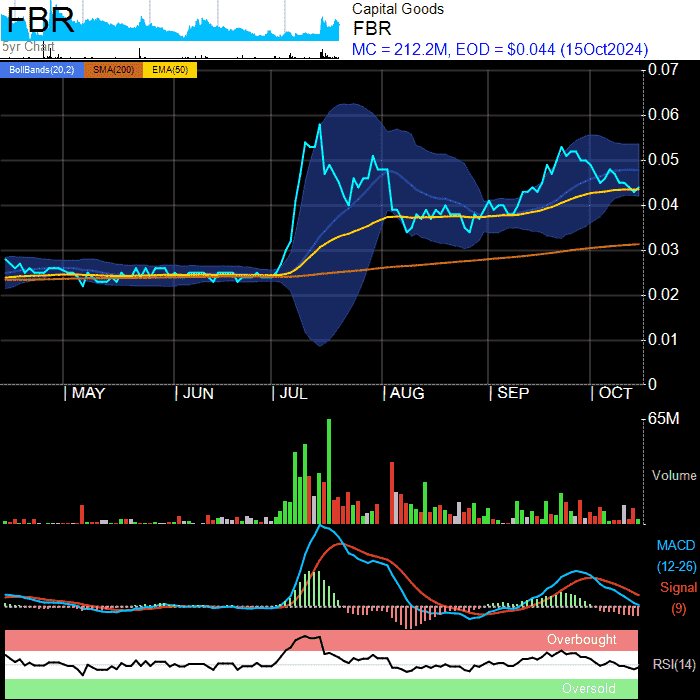 FBR
5yr Chart
Capital Goods
FBR
MC = 212.2M, EOD = $0.044 (15Oct2024)
BollBands(20,2) SMA(200) EMA(50)
0.07
0.06
0.05
0.04
0.03
0.02
0.01
0
MAY JUN JUL AUG SEP OCT
65M
Volume
MACD
(12-26)
Signal
(9)
Overbought
RSI(14)
Oversold